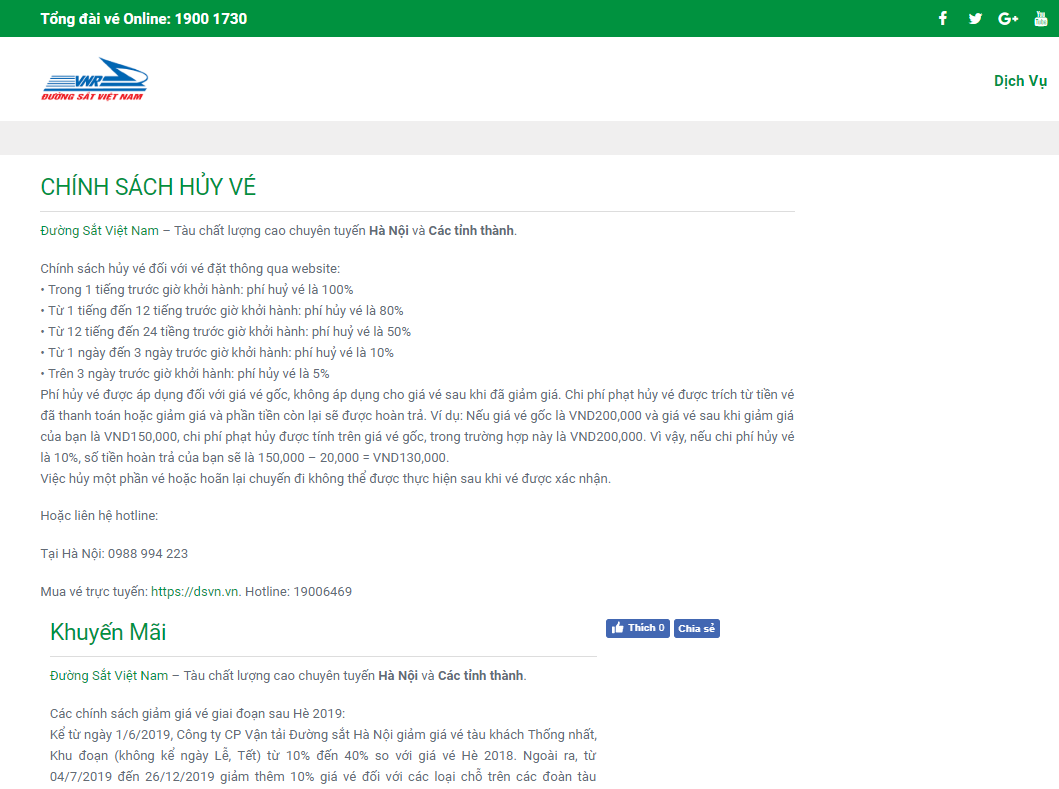 Tổng đài vé Online: 1900 1730
VNR
ĐƯỜNG SẮT VIỆT NAM
Dịch Vụ
CHÍNH SÁCH HỦY VÉ
Đường Sắt Việt Nam – Tàu chất lượng cao chuyên tuyến Hà Nội và Các tỉnh thành.
Chính sách hủy vé đối với vé đặt thông qua website:
• Trong 1 tiếng trước giờ khởi hành: phí huỷ vé là 100%
• Từ 1 tiếng đến 12 tiếng trước giờ khởi hành: phí hủy vé là 80%
• Từ 12 tiếng đến 24 tiềng trước giờ khởi hành: phí huỷ vé là 50%
• Từ 1 ngày đến 3 ngày trước giờ khởi hành: phí huỷ vé là 10%
• Trên 3 ngày trước giờ khởi hành: phí hủy vé là 5%
Phí hủy vé được áp dụng đối với giá vé gốc, không áp dụng cho giá vé sau khi đã giảm giá. Chi phí phạt hủy vé được trích từ tiền vé
đã thanh toán hoặc giảm giá và phần tiền còn lại sẽ được hoàn trả. Ví dụ: Nếu giá vé gốc là VND200,000 và giá vé sau khi giảm giá
của bạn là VND150,000, chi phí phạt hủy được tính trên giá vé gốc, trong trường hợp này là VND200,000. Vì vậy, nếu chi phí hủy vé
là 10%, số tiền hoàn trả của bạn sẽ là 150,000 – 20,000 = VND130,000.
Việc hủy một phần vé hoặc hoãn lại chuyến đi không thể được thực hiện sau khi vé được xác nhận.
Hoặc liên hệ hotline:
Tại Hà Nội: 0988 994 223
Mua vé trực tuyến: https://dsvn.vn. Hotline: 19006469
Khuyến Mãi
Thích 0
Chia sẻ
Đường Sắt Việt Nam – Tàu chất lượng cao chuyên tuyến Hà Nội và Các tỉnh thành.
Các chính sách giảm giá vé giai đoạn sau Hè 2019:
Kể từ ngày 1/6/2019, Công ty CP Vận tải Đường sắt Hà Nội giảm giá vé tàu khách Thống nhất,
Khu đoạn (không kể ngày Lễ, Tết) từ 10% đến 40% so với giá vé Hè 2018. Ngoài ra, từ
04/7/2019 đến 26/12/2019 giảm thêm 10% giá vé đối với các loại chỗ trên các đoàn tàu